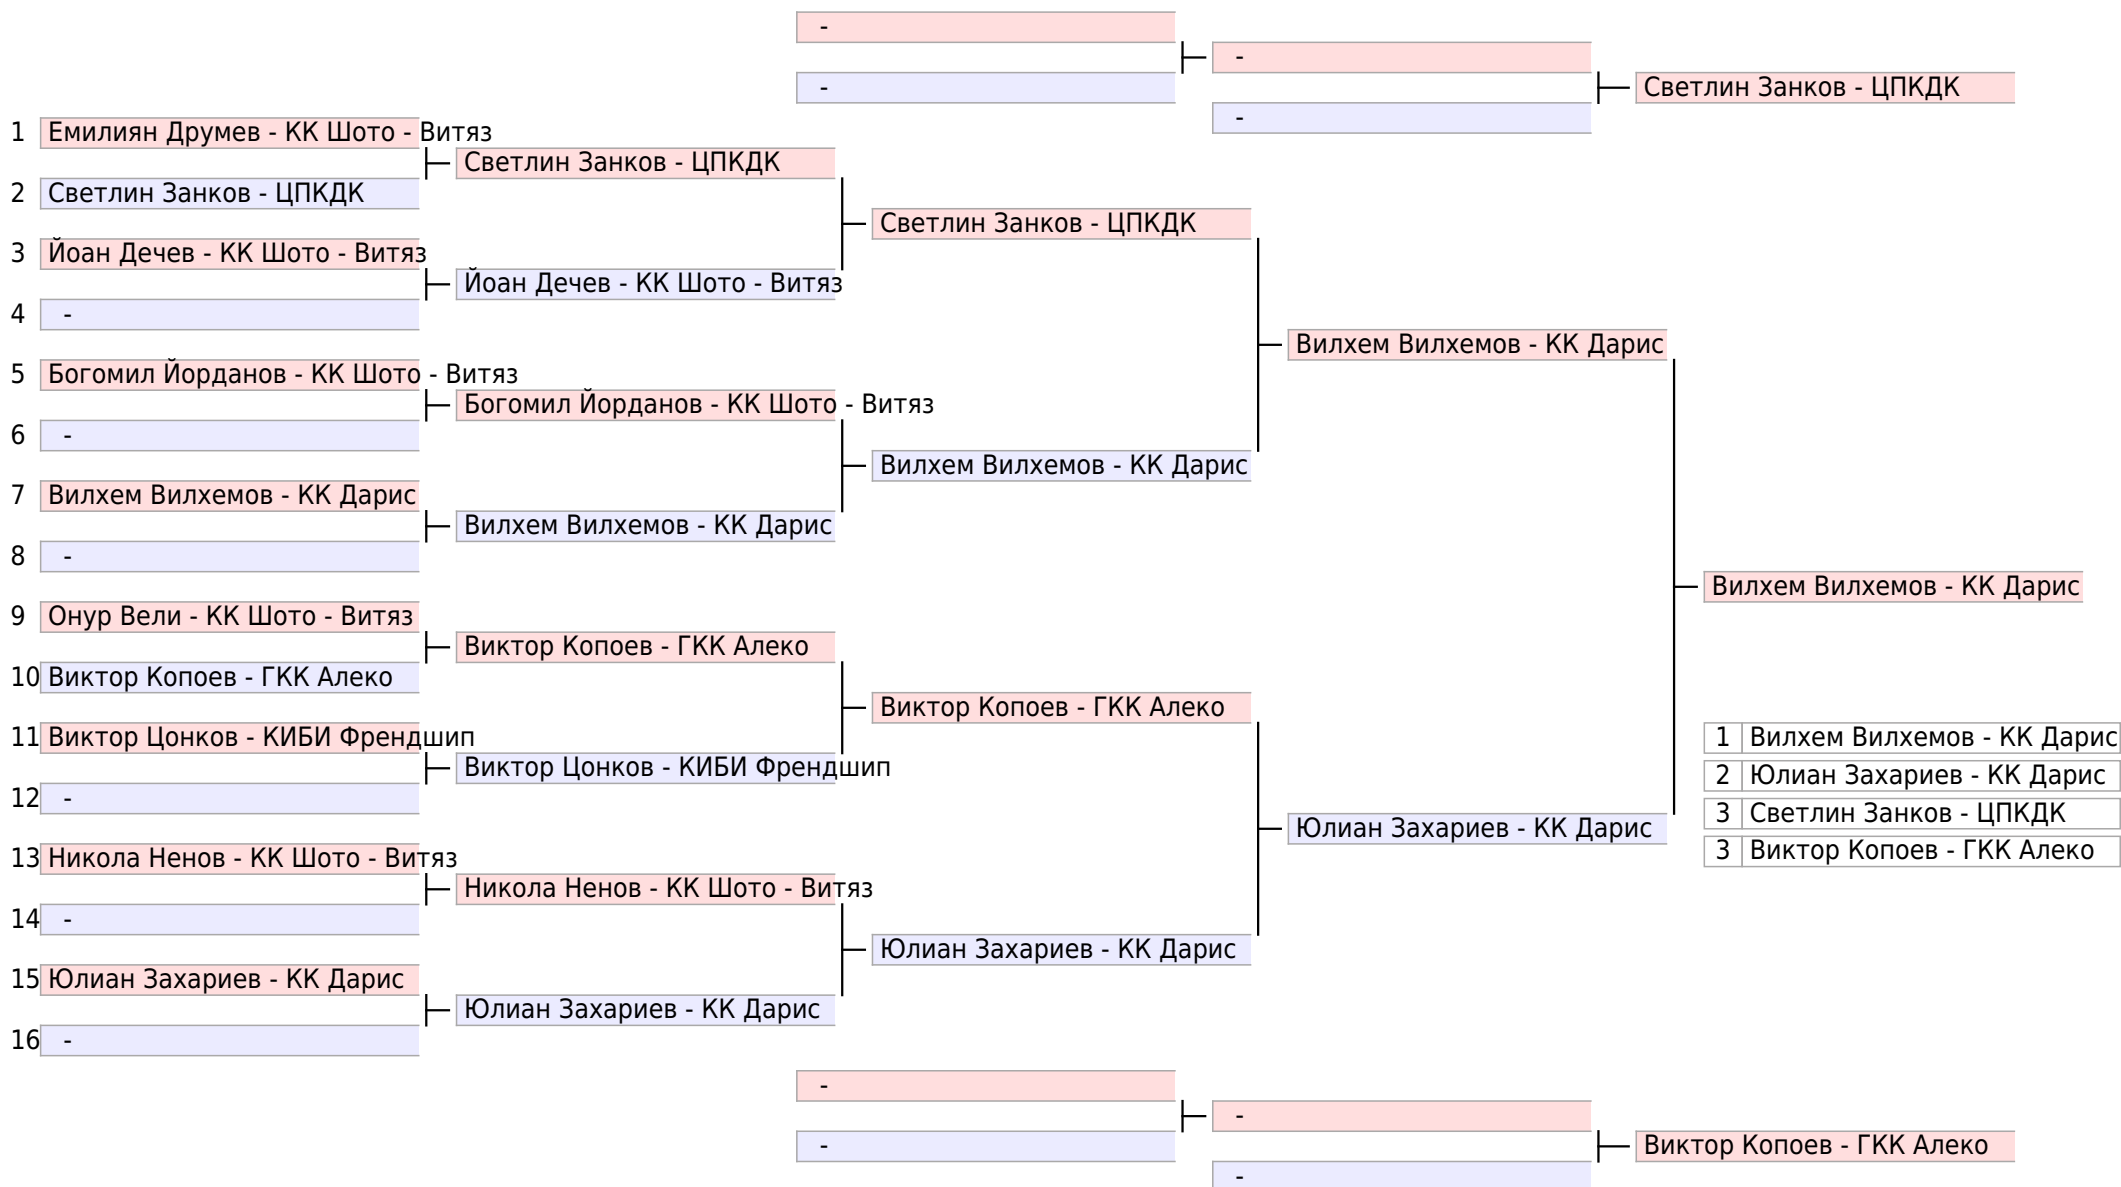 -
-
-
-
Светлин Занков - ЦПКДК
1 Емилиян Друмев - КК Шото - Витяз
2 Светлин Занков - ЦПКДК
3 Йоан Дечев - КК Шото - Витяз
4 -
5 Богомил Йорданов - КК Шото - Витяз
6 -
7 Вилхем Вилхемов - КК Дарис
8 -
9 Онур Вели - КК Шото - Витяз
10 Виктор Копоев - ГКК Алеко
11 Виктор Цонков - КИБИ Френдшип
12 -
13 Никола Ненов - КК Шото - Витяз
14 -
15 Юлиан Захариев - КК Дарис
16 -
Светлин Занков - ЦПКДК
Йоан Дечев - КК Шото - Витяз
Богомил Йорданов - КК Шото - Витяз
Вилхем Вилхемов - КК Дарис
Виктор Копоев - ГКК Алеко
Виктор Цонков - КИБИ Френдшип
Никола Ненов - КК Шото - Витяз
Юлиан Захариев - КК Дарис
Светлин Занков - ЦПКДК
Вилхем Вилхемов - КК Дарис
Виктор Копоев - ГКК Алеко
Юлиан Захариев - КК Дарис
Вилхем Вилхемов - КК Дарис
Юлиан Захариев - КК Дарис
Вилхем Вилхемов - КК Дарис
1 Вилхем Вилхемов - КК Дарис
2 Юлиан Захариев - КК Дарис
3 Светлин Занков - ЦПКДК
3 Виктор Копоев - ГКК Алеко
-
-
-
-
Виктор Копоев - ГКК Алеко